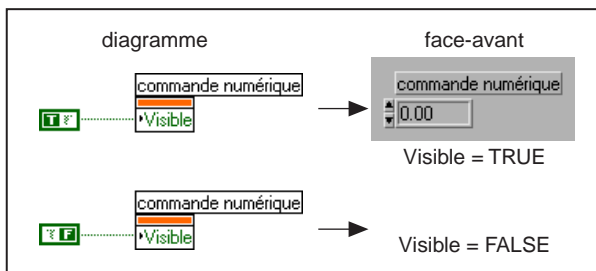 diagramme
face-avant
commande numérique
Visible
T F
commande numérique
0.00
Visible = TRUE
commande numérique
Visible
F
Visible = FALSE